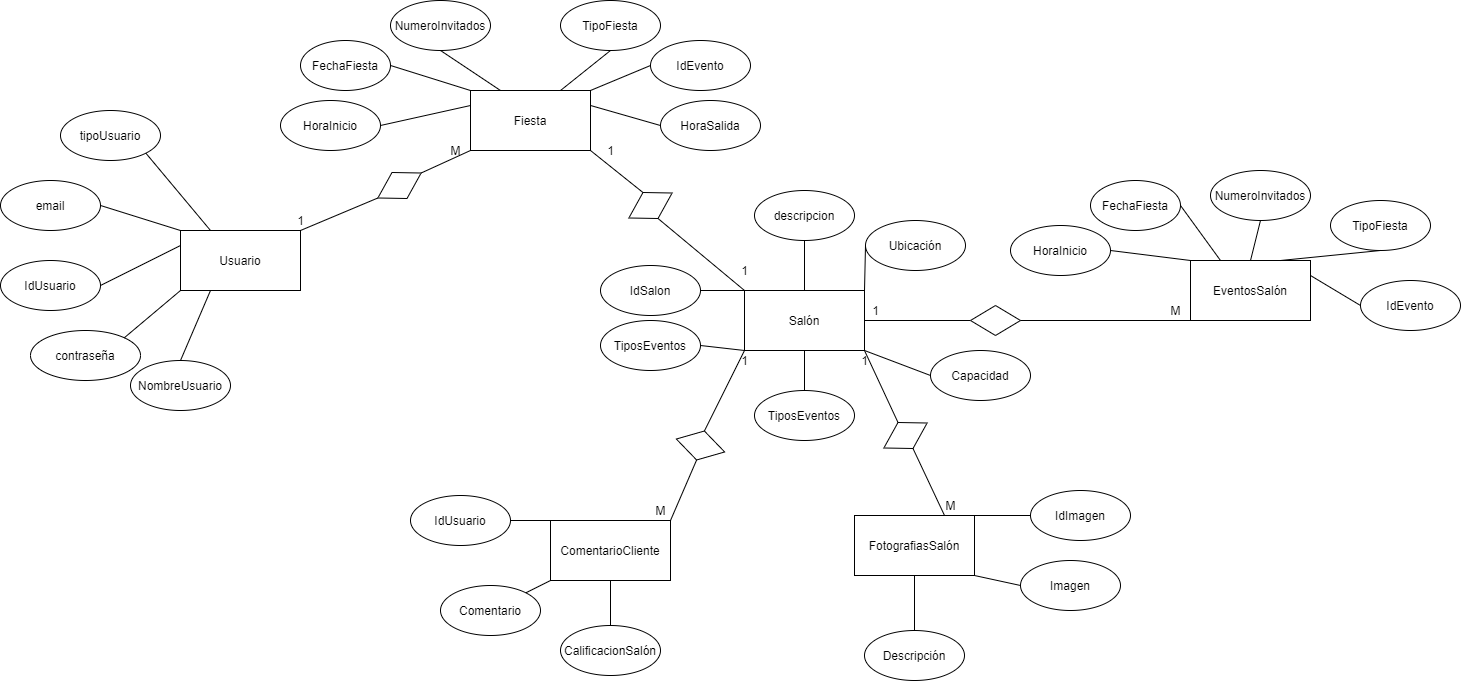 NumeroInvitados
TipoFiesta
FechaFiesta
IdEvento
HoraInicio
Fiesta
HoraSalida
tipoUsuario
M
1
email
1
Usuario
IdUsuario
contraseña
NombreUsuario
descripcion
Ubicación
1
IdSalon
Salón
TiposEventos
1
M
1
1
Capacidad
TiposEventos
FechaFiesta
NumeroInvitados
TipoFiesta
HoraInicio
EventosSalón
IdEvento
M
IdUsuario
ComentarioCliente
Comentario
CalificacionSalón
M
IdImagen
FotografiasSalón
Imagen
Descripción